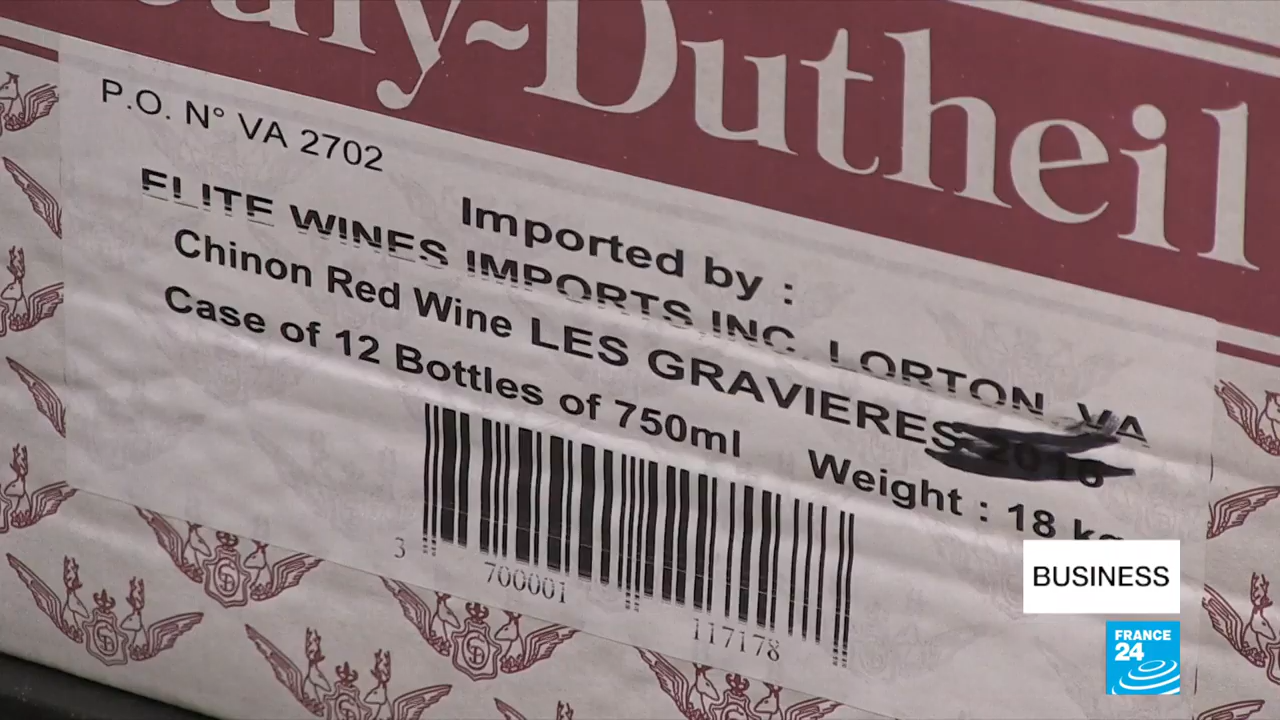 aly-Dutheil
P.O. N° VA 2702
Imported by :
ELITE WINES IMPORTS INC. LORTON, VA
Chinon Red Wine LES GRAVIERES 2016
Case of 12 Bottles of 750ml Weight : 18 kg
3 700001 117178
BUSINESS
FRANCE
24